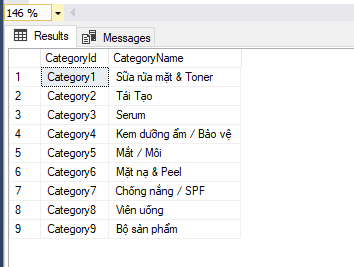 146 %
Results Messages
CategoryId CategoryName
1 Category1 Sữa rửa mặt & Toner
2 Category2 Tái Tạo
3 Category3 Serum
4 Category4 Kem dưỡng ẩm / Bảo vệ
5 Category5 Mắt / Môi
6 Category6 Mặt nạ & Peel
7 Category7 Chống nắng / SPF
8 Category8 Viên uống
9 Category9 Bộ sản phẩm